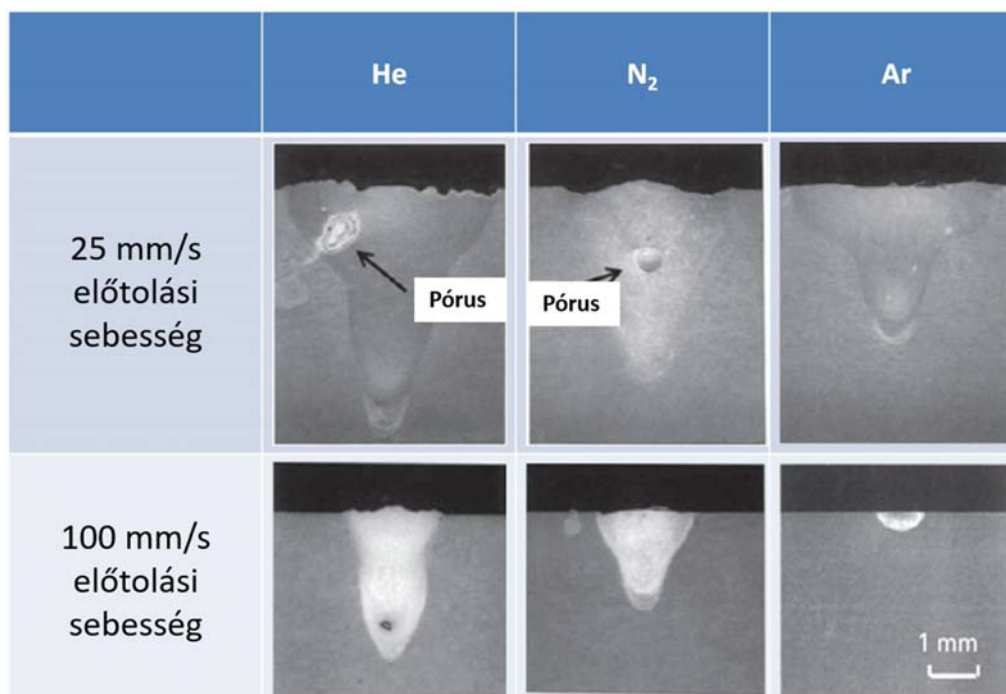 He
N₂
Ar
25 mm/s
előtolási
sebesség
Pórus
Pórus
100 mm/s
előtolási
sebesség
1 mm